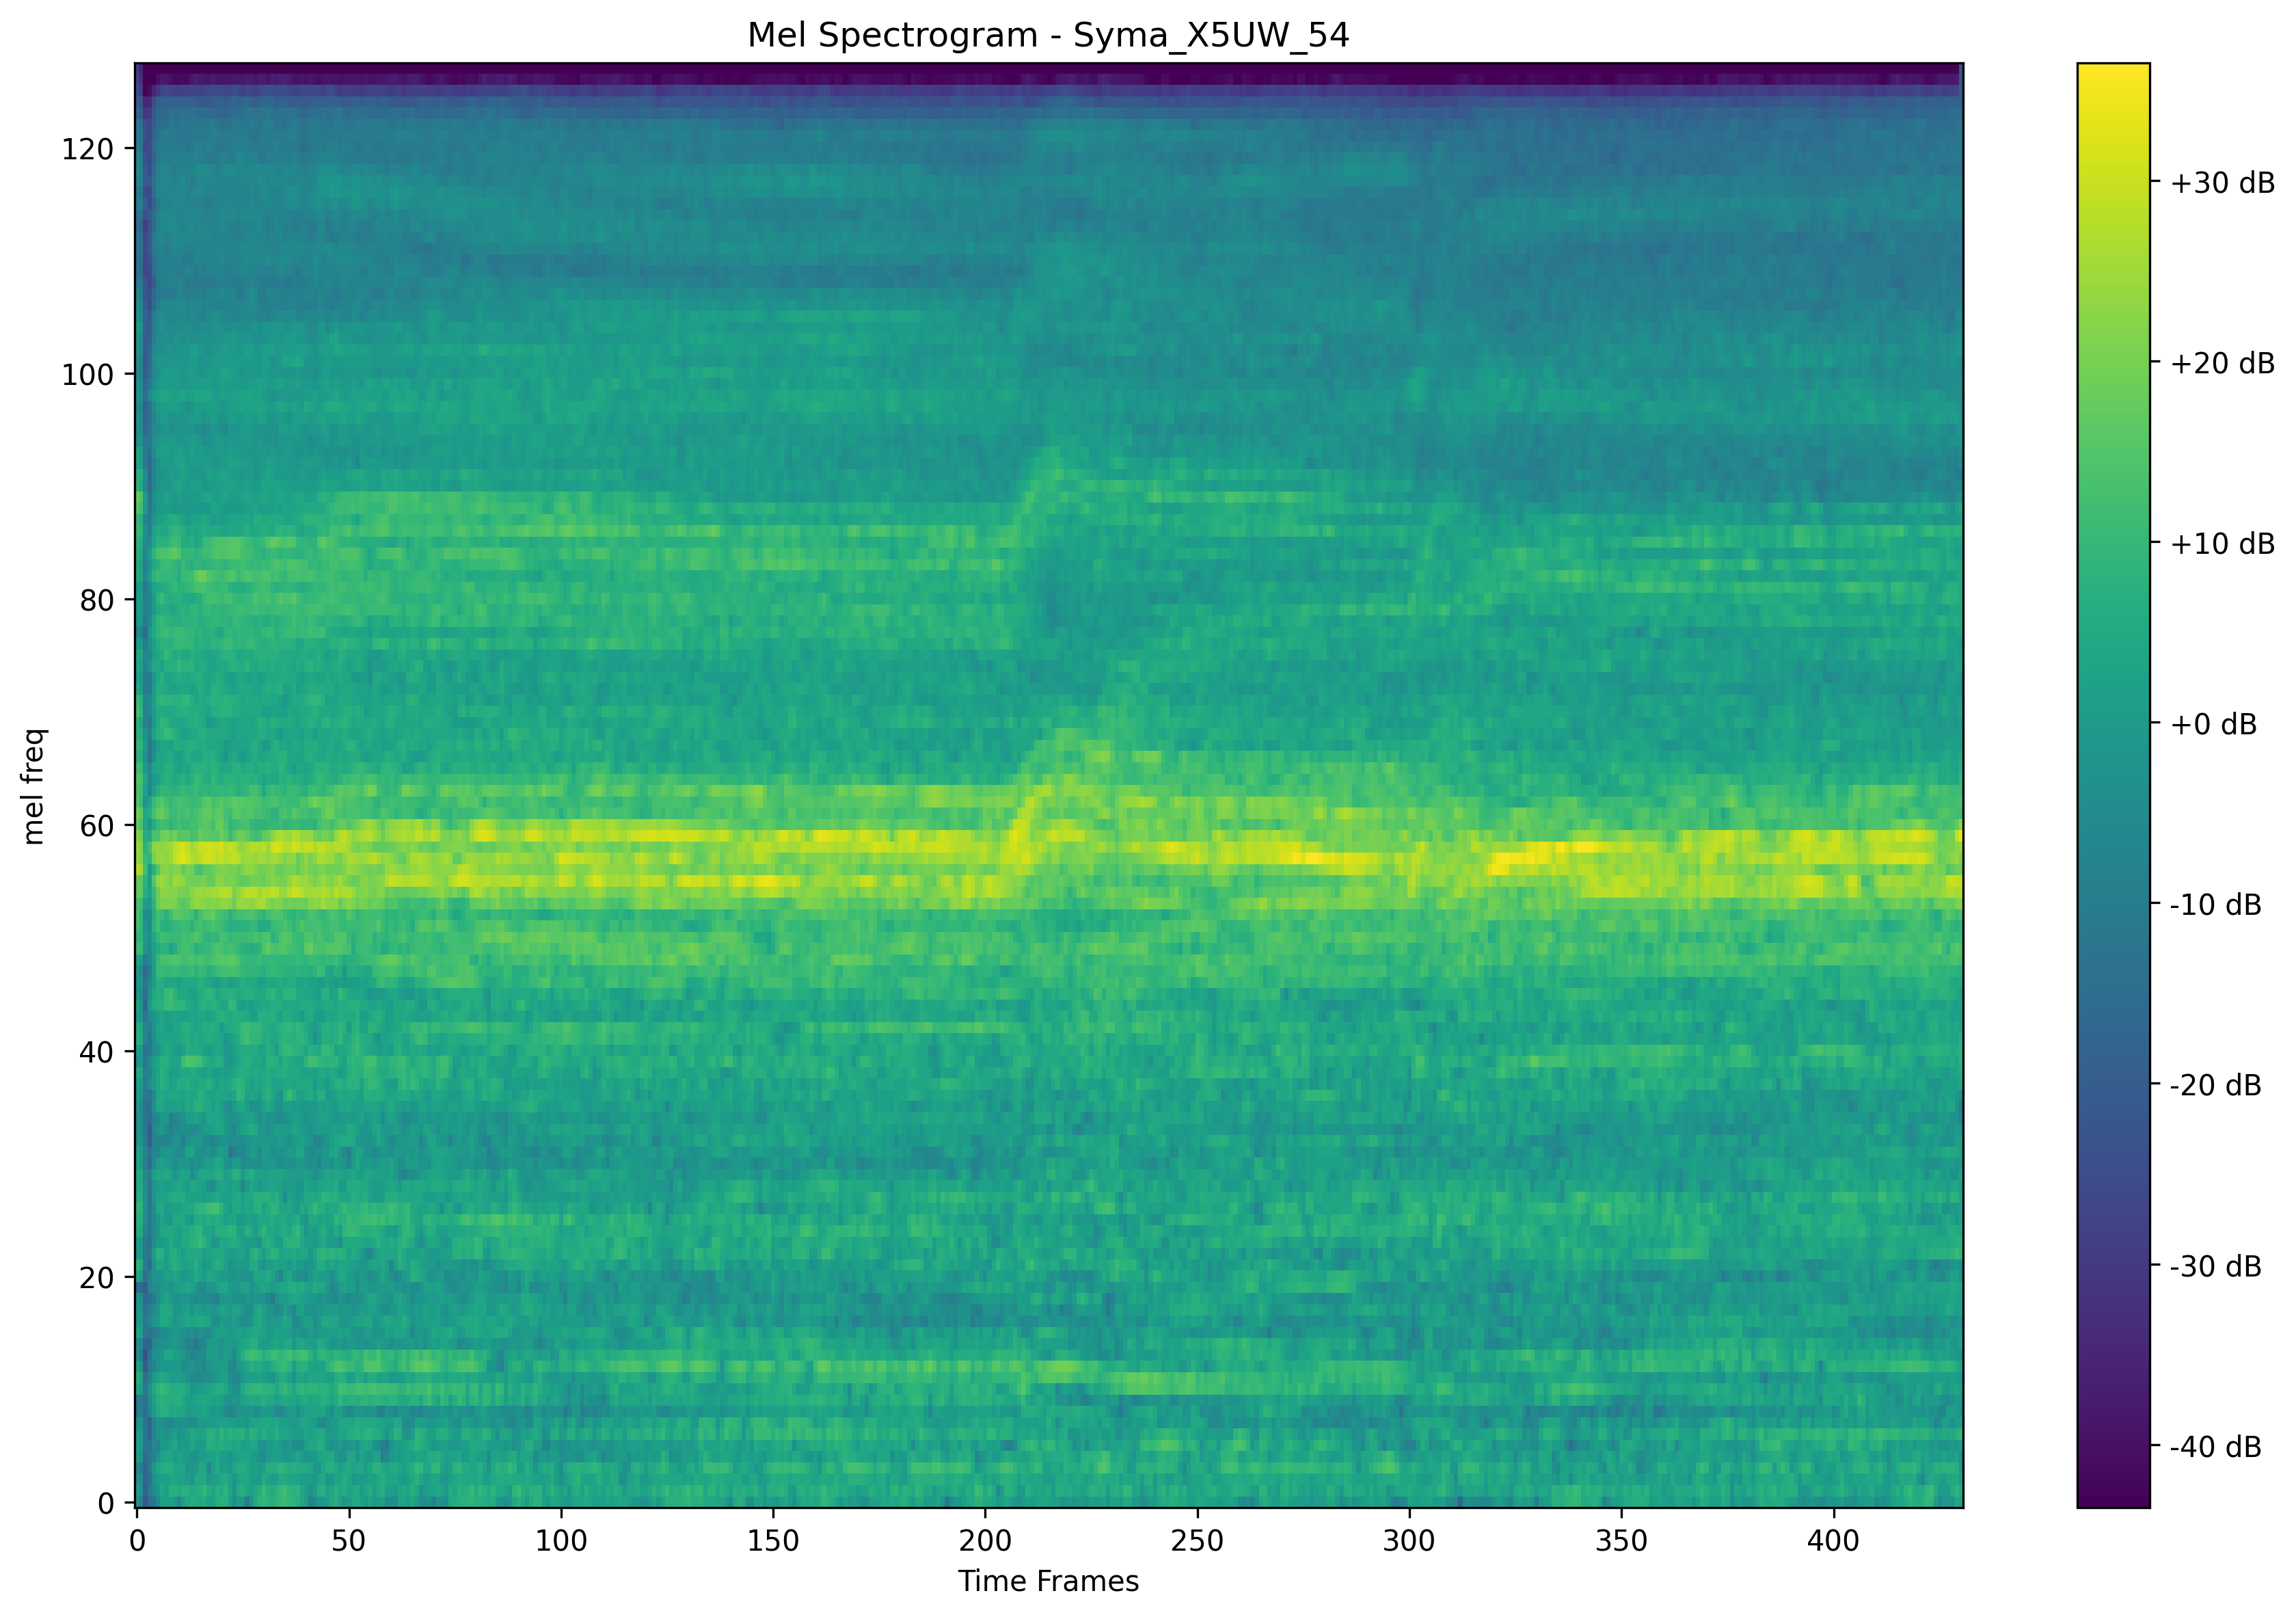 Mel Spectrogram - Syma_X5UW_54
mel freq
120
100
80
60
40
20
0
0 50 100 150 200 250 300 350 400
Time Frames
+30 dB
+20 dB
+10 dB
+0 dB
-10 dB
-20 dB
-30 dB
-40 dB